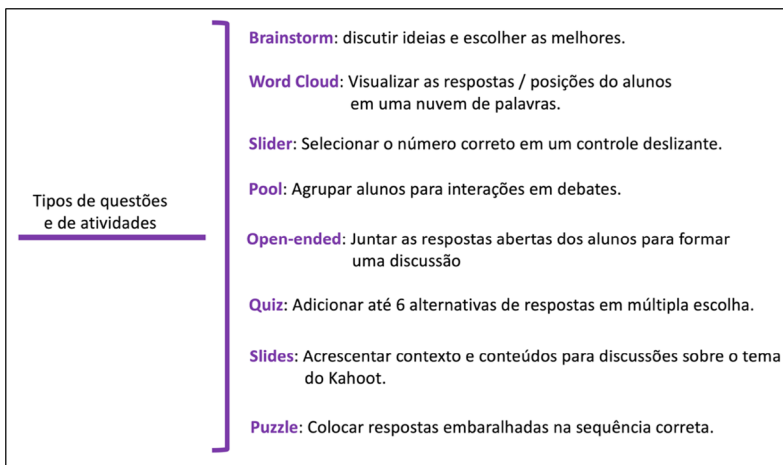 Tipos de questões
e de atividades
Brainstorm: discutir ideias e escolher as melhores.
Word Cloud: Visualizar as respostas / posições do alunos
em uma nuvem de palavras.
Slider: Selecionar o número correto em um controle deslizante.
Pool: Agrupar alunos para interações em debates.
Open-ended: Juntar as respostas abertas dos alunos para formar
uma discussão
Quiz: Adicionar até 6 alternativas de respostas em múltipla escolha.
Slides: Acrescentar contexto e conteúdos para discussões sobre o tema
do Kahoot.
Puzzle: Colocar respostas embaralhadas na sequência correta.